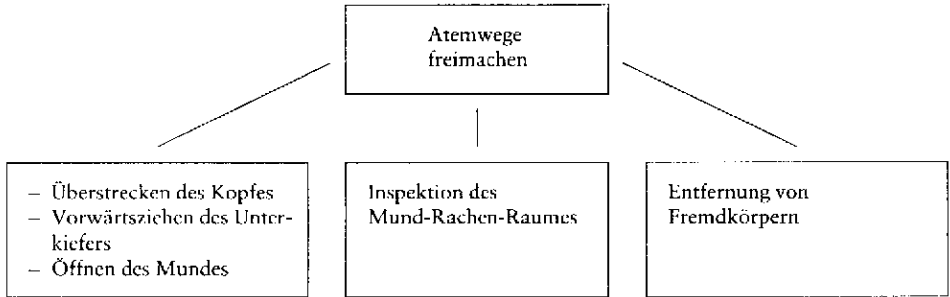 Atemwege
freimachen
– Überstrecken des Kopfes
– Vorwärtsziehen des Unter-
kiefers
– Öffnen des Mundes
Inspektion des
Mund-Rachen-Raumes
Entfernung von
Fremdkörpern